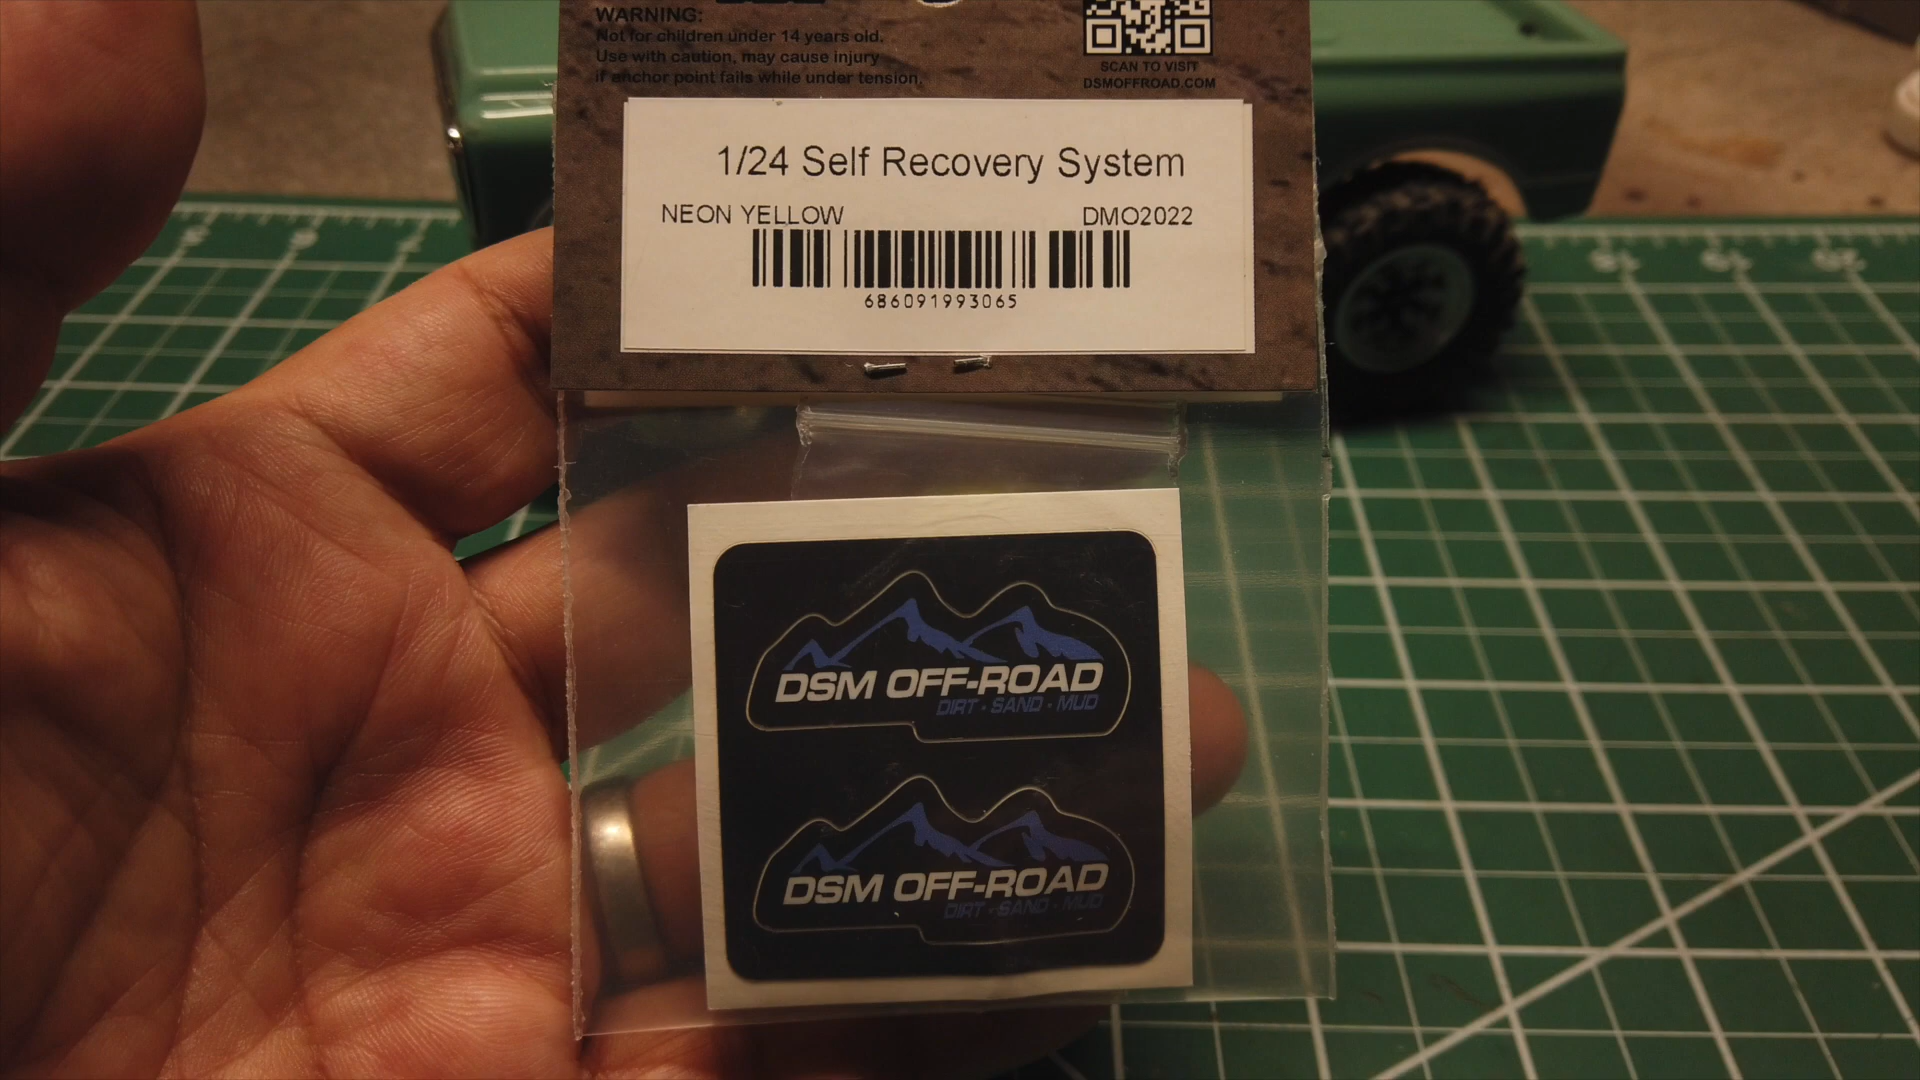 WARNING:
Not for children under 14 years old.
Use with caution, may cause injury
if anchor point fails while under tension.
SCAN TO VISIT
DSMOFFROAD.COM
1/24 Self Recovery System
NEON YELLOW DMO2022
686091993065
DSM OFF-ROAD
DIRT · SAND · MUD
DSM OFF-ROAD
DIRT · SAND · MUD